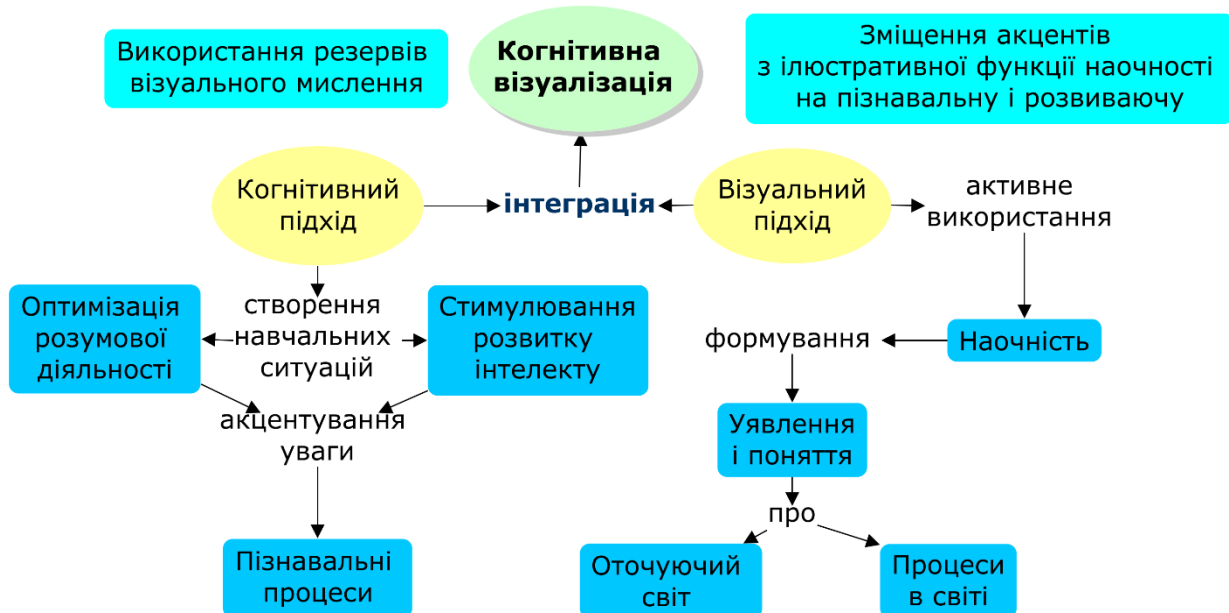 Використання резервів
візуального мислення
Когнітивна
візуалізація
Зміщення акцентів
з ілюстративної функції наочності
на пізнавальну і розвиваючу
Когнітивний
підхід
інтеграція
Візуальний
підхід
активне
використання
Оптимізація
розумової
діяльності
створення
навчальних
ситуацій
Стимулювання
розвитку
інтелекту
формування
Наочність
акцентування
уваги
Уявлення
і поняття
про
Пізнавальні
процеси
Оточуючий
світ
Процеси
в світі